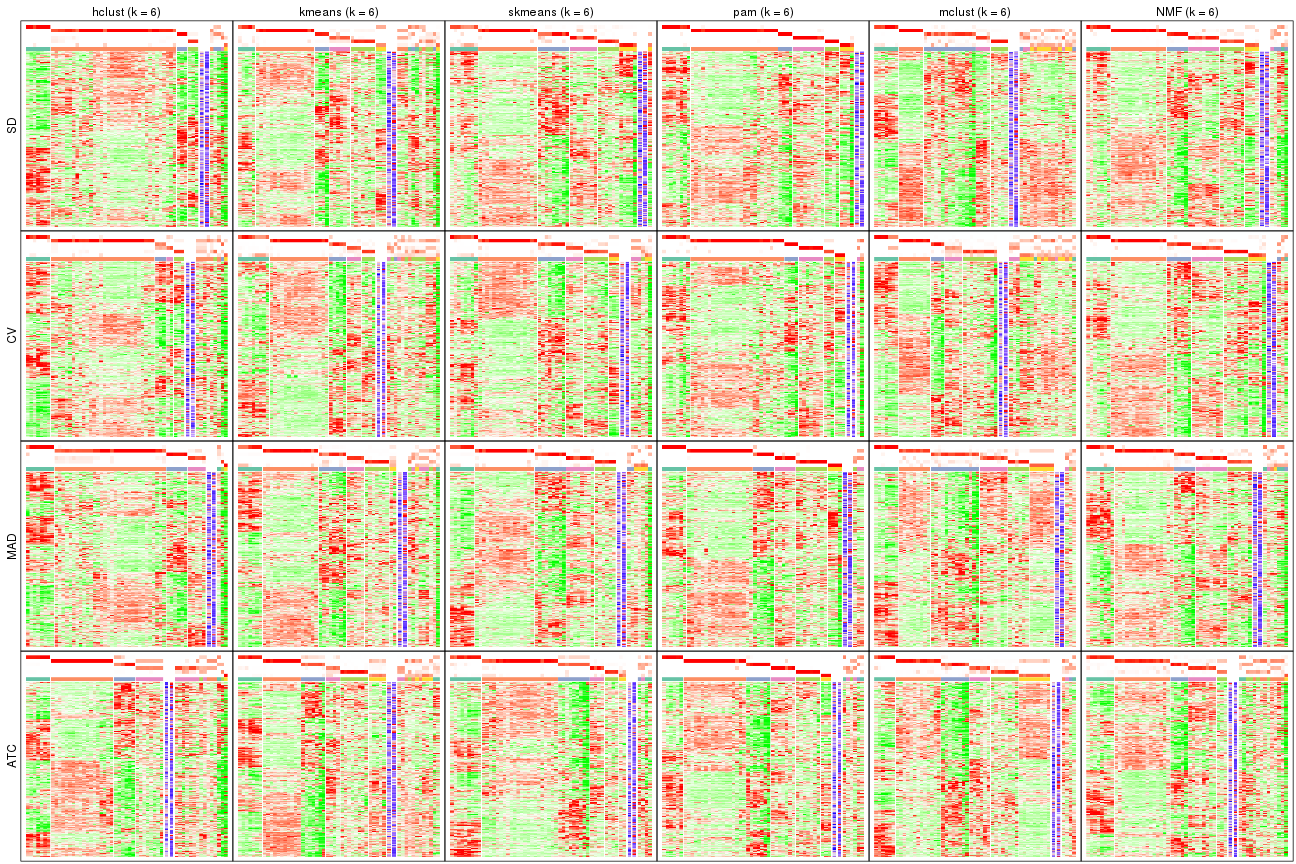 hclust (k = 6) kmeans (k = 6) skmeans (k = 6) pam (k = 6) mclust (k = 6) NMF (k = 6)
SD
CV
MAD
ATC